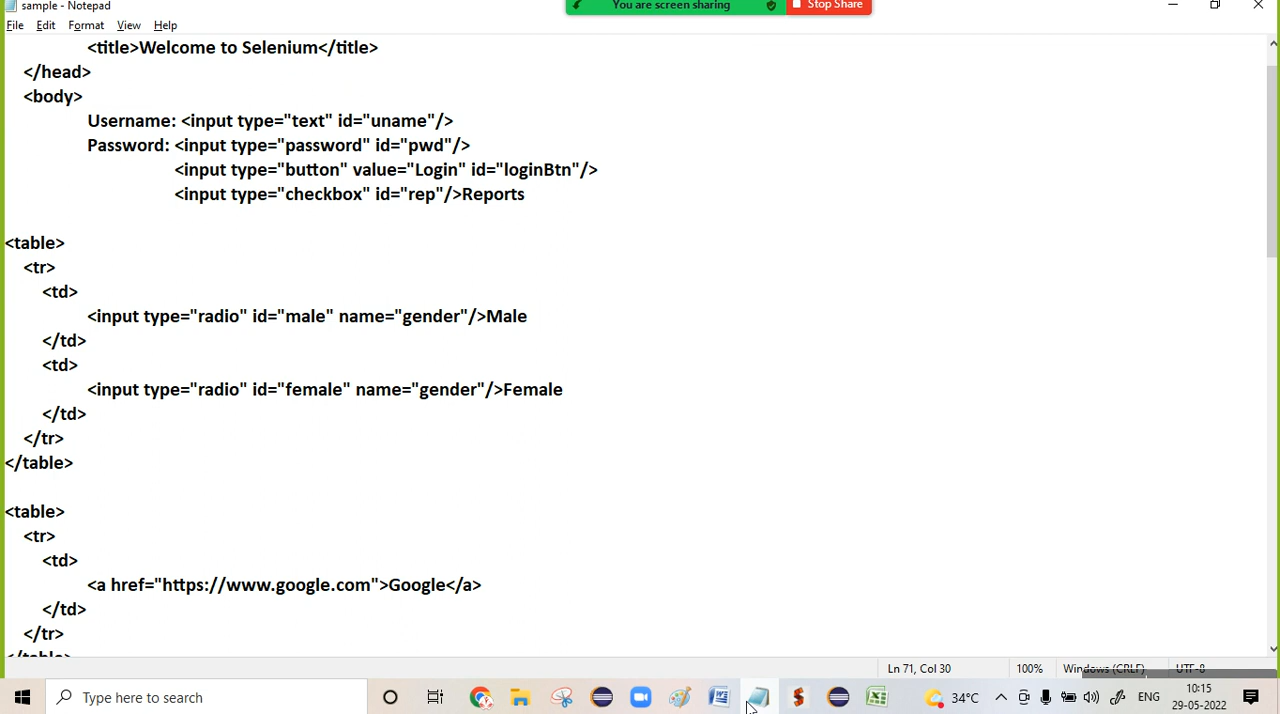 sample - Notepad
You are screen sharing
Stop Share
File Edit Format View Help
<title>Welcome to Selenium</title>
</head>
<body>
Username: <input type="text" id="uname"/>
Password: <input type="password" id="pwd"/>
<input type="button" value="Login" id="loginBtn"/>
<input type="checkbox" id="rep"/>Reports
<table>
<tr>
<td>
<input type="radio" id="male" name="gender"/>Male
</td>
<td>
<input type="radio" id="female" name="gender"/>Female
</td>
</tr>
</table>
<table>
<tr>
<td>
<a href="https://www.google.com">Google</a>
</td>
</tr>
</table>
Ln 71, Col 30
100%
Windows (CRLF)
UTF-8
Type here to search
34°C
ENG
10:15
29-05-2022